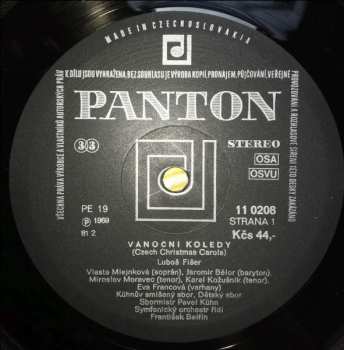 MADE IN CZECHOSLOVAKIA
VŠECHNA PRÁVA VÝROBCE A VLASTNÍKŮ AUTORSKÝCH PRÁV K DÍLU JSOU VYHRAŽENA. BEZ SOUHLASU JE VÝROBA KOPIÍ, PRONÁJEM, PŮJČOVÁNÍ, VEŘEJNÉ PROVOZOVÁNÍ A ROZHLASOVÉ ŠÍŘENÍ TÉTO DESKY ZAKÁZÁNO
PANTON
33
STEREO
OSA
OSVU
PE 19
Ⓟ 1969
11 0208
STRANA 1
Kčs 44,-
VÁNOČNÍ KOLEDY
(Czech Christmas Carols)
Luboš Fišer
Vlasta Mlejnková (soprán), Jaromír Bělor (baryton),
Miroslav Moravec (tenor), Karel Kožušník (tenor),
Eva Francová (varhany)
Kühnův smíšený sbor, Dětský sbor
Sbormistr Pavel Kühn
Symfonický orchestr řídí
František Belfín